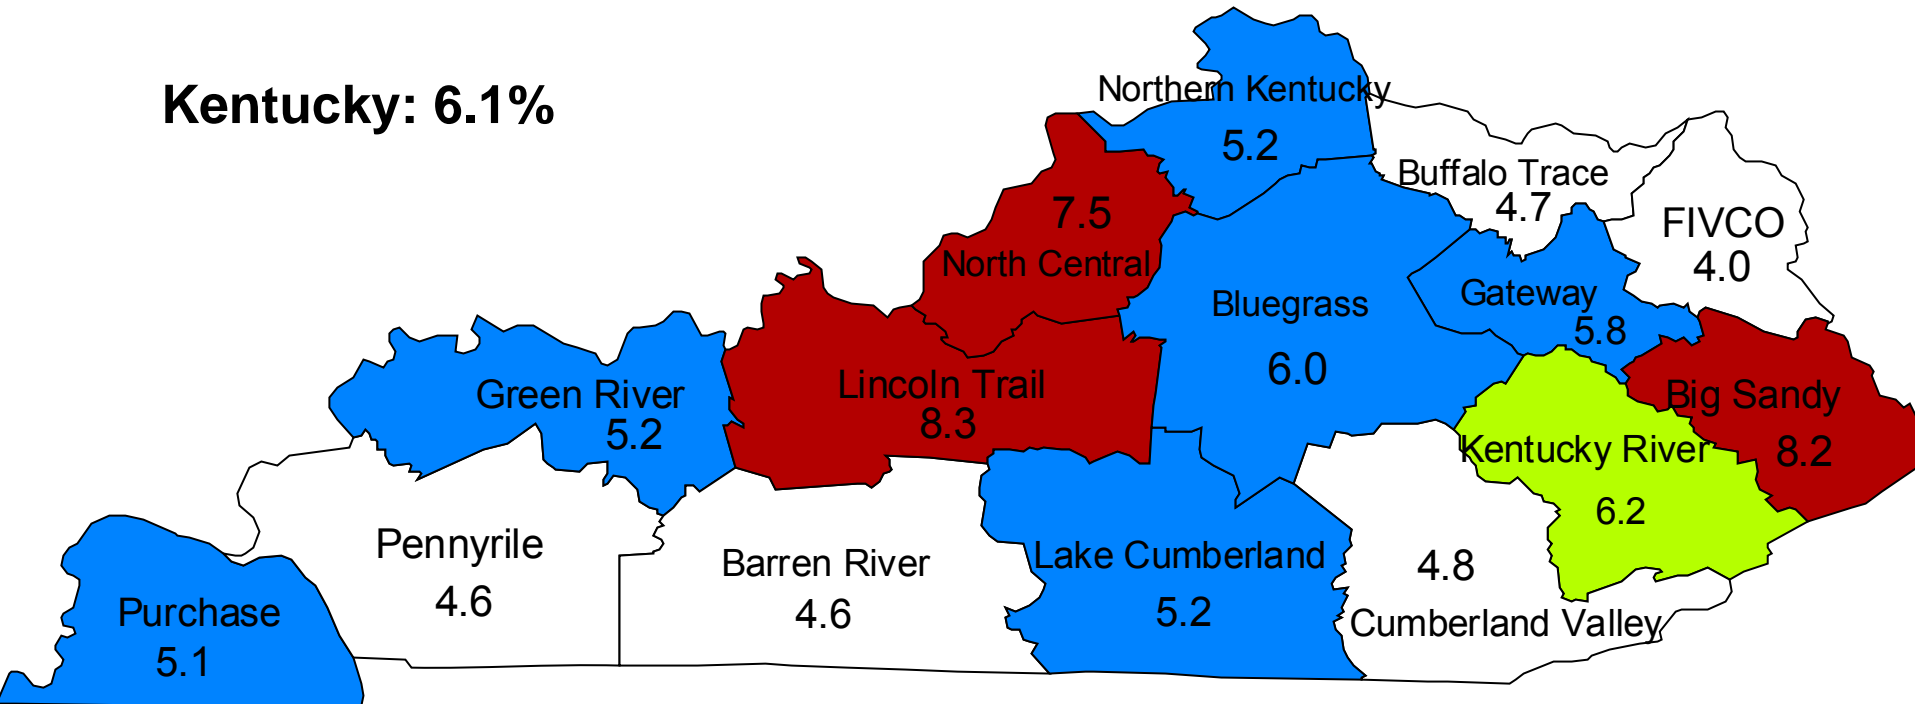 Kentucky: 6.1%
Northern Kentucky
5.2
Buffalo Trace
4.7
FIVCO
4.0
7.5
North Central
Gateway
5.8
Bluegrass
6.0
Green River
5.2
Lincoln Trail
8.3
Big Sandy
8.2
Kentucky River
6.2
Pennyrile
4.6
Barren River
4.6
Lake Cumberland
5.2
4.8
Cumberland Valley
Purchase
5.1